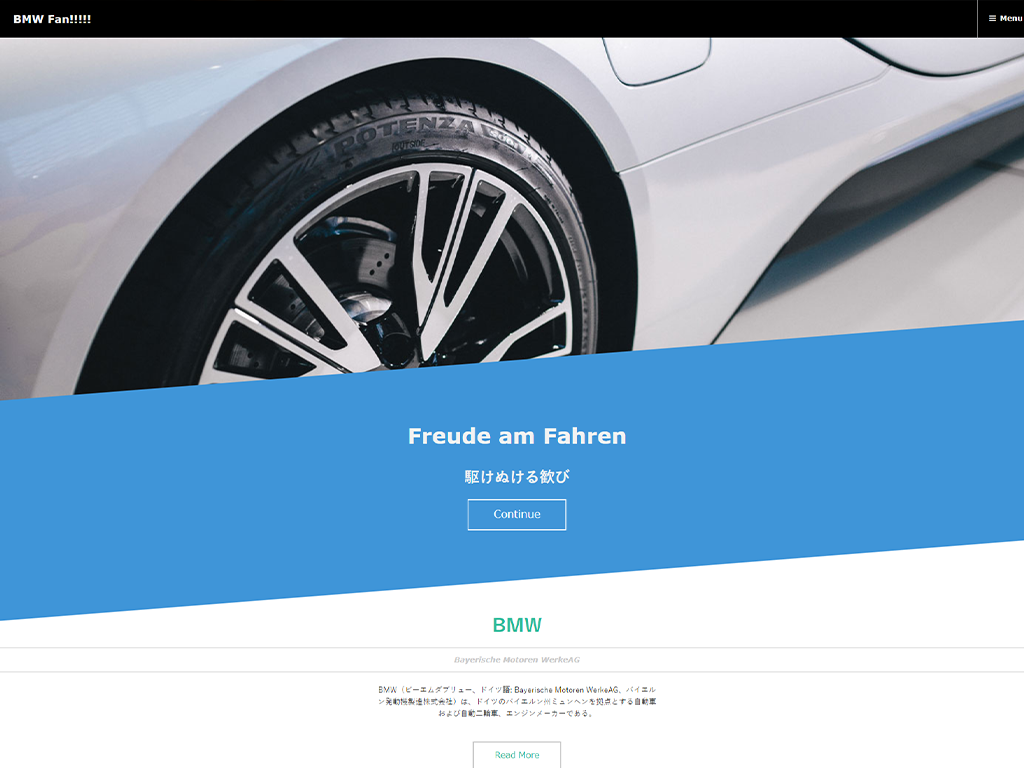 BMW Fan!!!!!
≡ Menu
POTENZA
OUTSIDE
Freude am Fahren
駆けぬける歓び
Continue
BMW
Bayerische Motoren WerkeAG
BMW（ビーエムダブリュー、ドイツ語: Bayerische Motoren WerkeAG、バイエル
ン発動機製造株式会社）は、ドイツのバイエルン州ミュンヘンを拠点とする自動車
および自動二輪車、エンジンメーカーである。
Read More